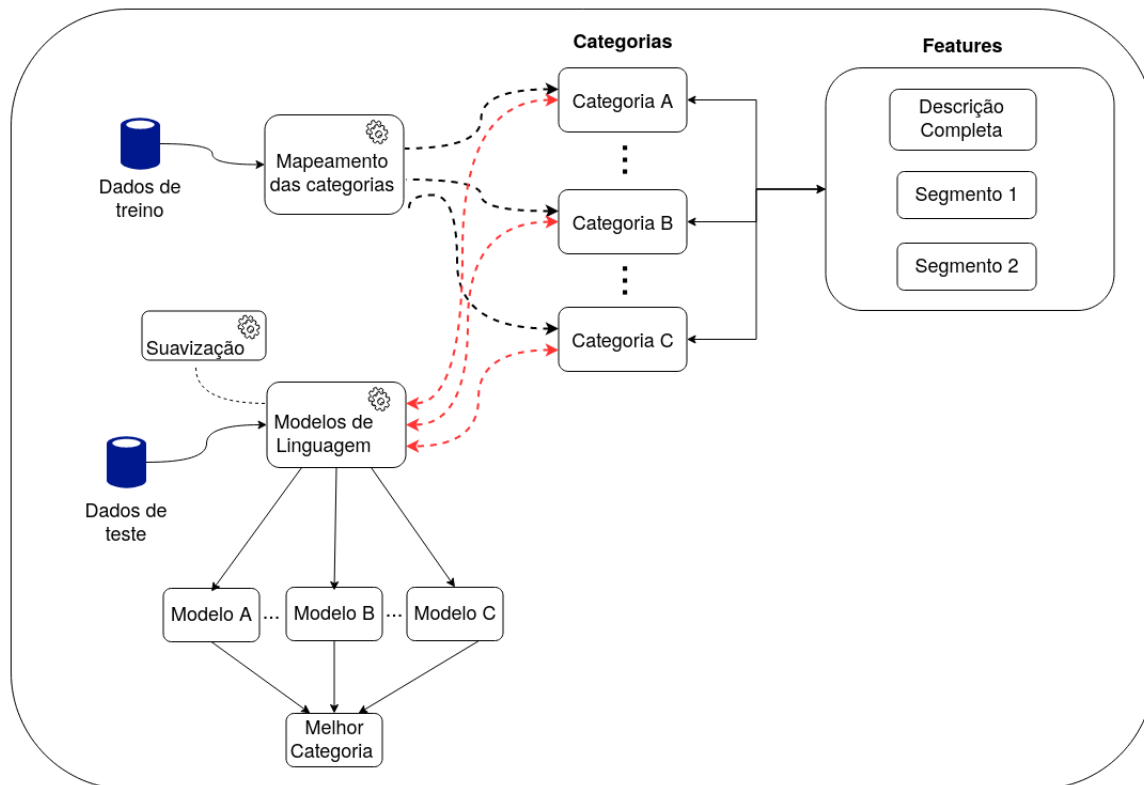 Categorias
Features
Categoria A
Descrição
Completa
Mapeamento
das categorias
Dados de
treino
Segmento 1
Categoria B
Segmento 2
Categoria C
Suavização
Modelos de
Linguagem
Dados de
teste
Modelo A
...
Modelo B
...
Modelo C
Melhor
Categoria